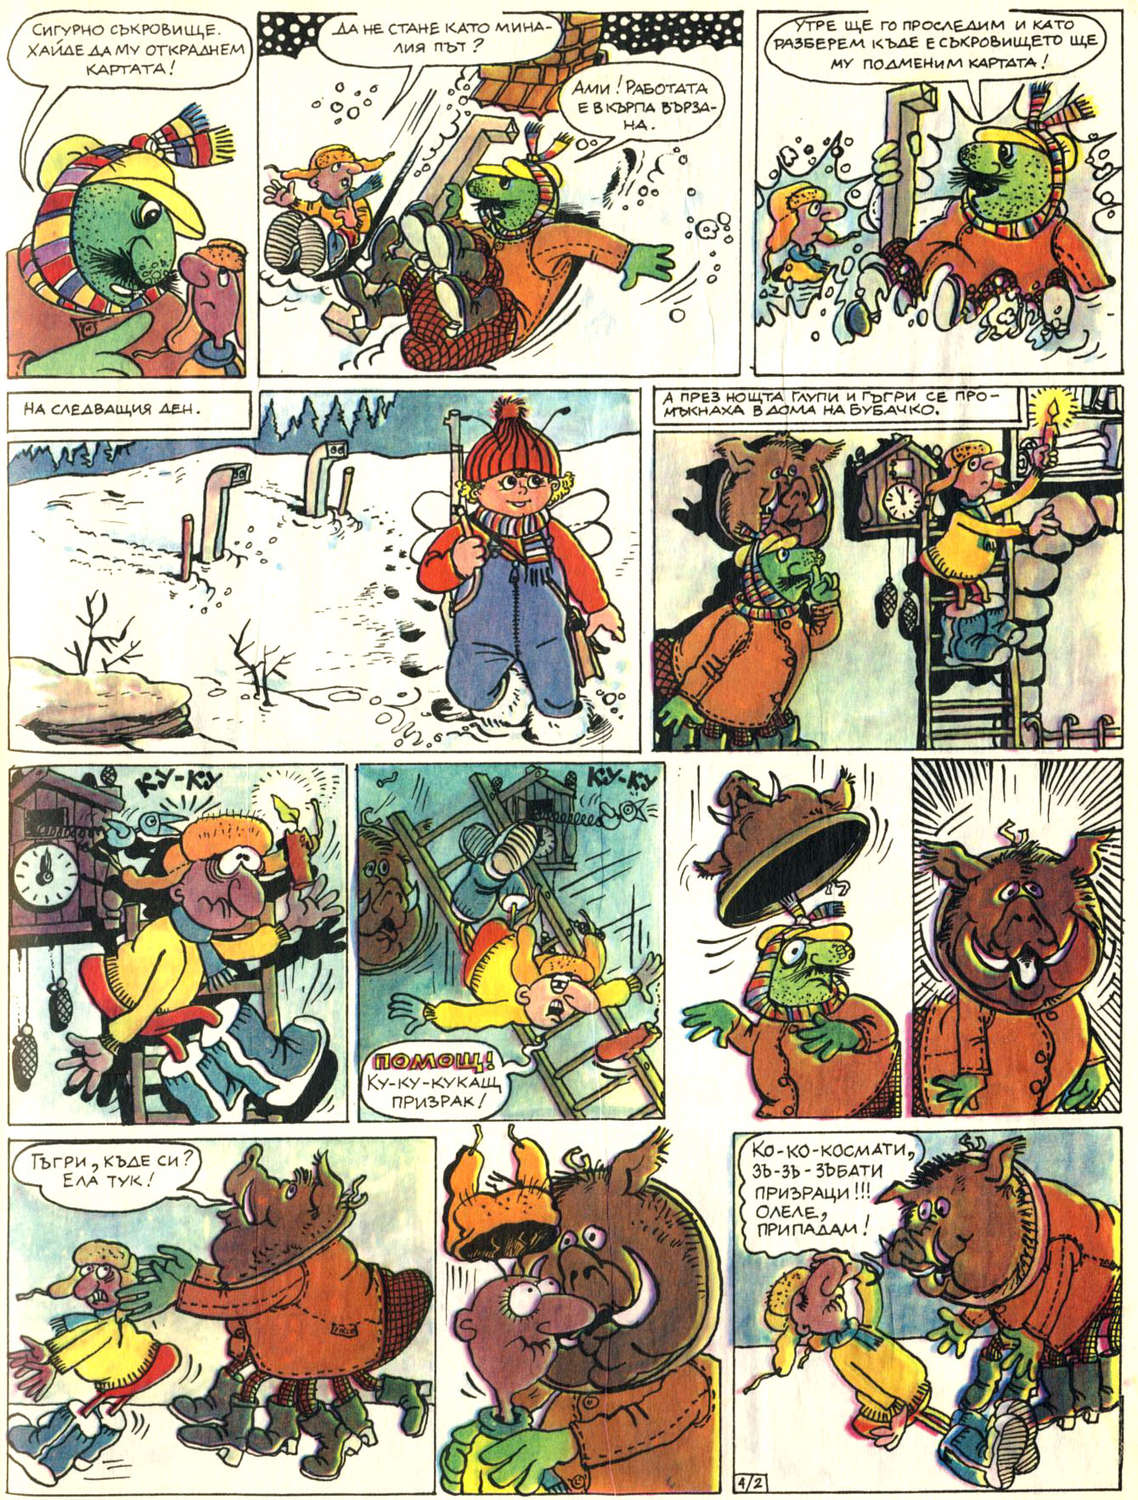 СИГУРНО СЪКРОВИЩЕ.
ХАЙДЕ ДА МУ ОТКРАДНЕМ
КАРТАТА!
ДА НЕ СТАНЕ КАТО МИНА-
ЛИЯ ПЪТ?
АМИ! РАБОТАТА
Е В КЪРПА ВЪРЗА-
НА.
УТРЕ ЩЕ ГО ПРОСЛЕДИМ И КАТО
РАЗБЕРЕМ КЪДЕ Е СЪКРОВИЩЕТО ЩЕ
МУ ПОДМЕНИМ КАРТАТА!
НА СЛЕДВАЩИЯ ДЕН.
А ПРЕЗ НОЩТА ГЛУПИ И ГЪГРИ СЕ ПРО-
МЪКНАХА В ДОМА НА БУБАЧКО.
КУ-КУ
КУ-КУ
ПОМОЩ!
КУ-КУ-КУКАЩ
ПРИЗРАК!
ГЪГРИ, КЪДЕ СИ?
ЕЛА ТУК!
КО-КО-КОСМАТИ,
ЗЪ-ЗЪ-ЗЪБАТИ
ПРИЗРАЦИ!!!
ОЛЕЛЕ,
ПРИПАДАМ!
4/2